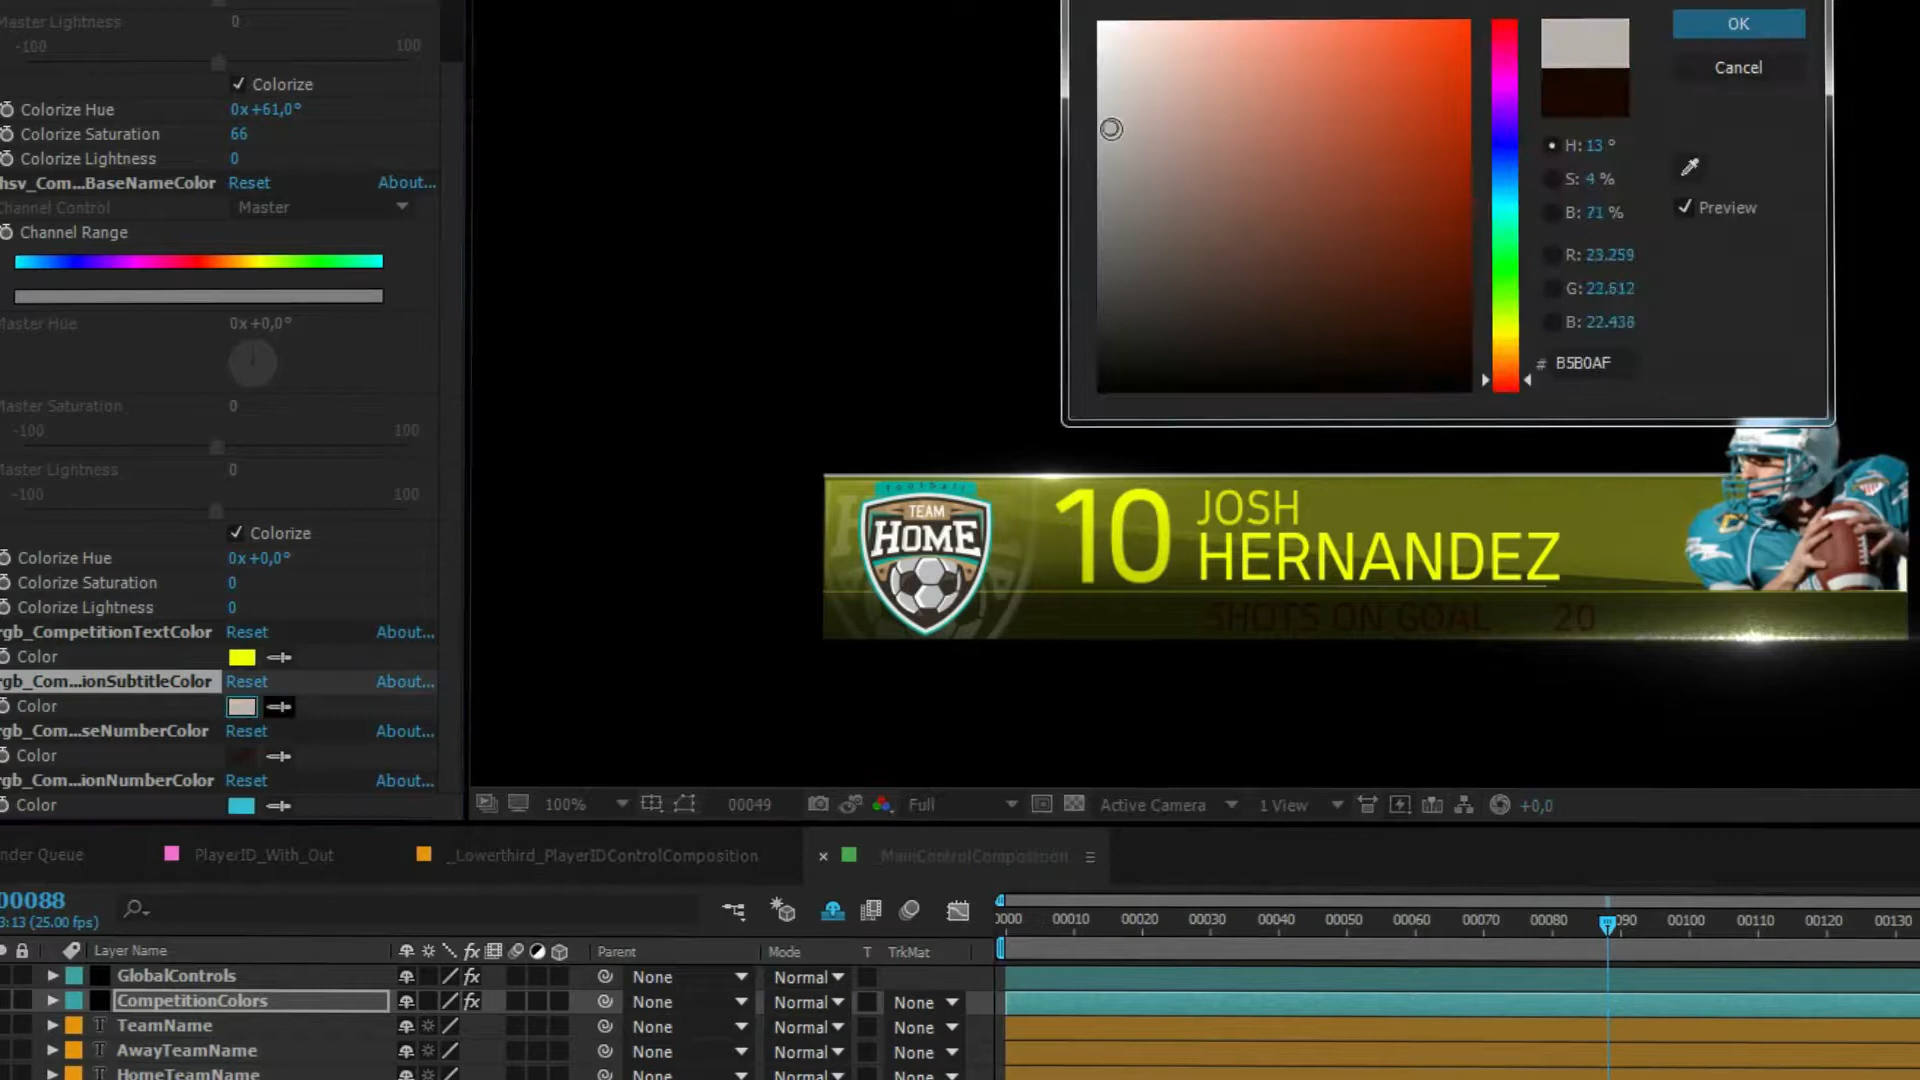 Master Lightness 0
-100 100
Colorize
Colorize Hue 0x+61,0°
Colorize Saturation 66
Colorize Lightness 0
hsv_Com...BaseNameColor Reset About...
Channel Control Master
Channel Range
Master Hue 0x+0,0°
Master Saturation 0
-100 100
Master Lightness 0
-100 100
Colorize
Colorize Hue 0x+0,0°
Colorize Saturation 0
Colorize Lightness 0
rgb_CompetitionTextColor Reset About...
Color
rgb_Com...ionSubtitleColor Reset About...
Color
rgb_Com...seNumberColor Reset About...
Color
rgb_Com...ionNumberColor Reset About...
Color
OK
Cancel
H: 13 °
S: 4 %
B: 71 %
Preview
R: 23.259
G: 22.612
B: 22.438
# B5B0AF
football
TEAM
HOME
10 JOSH
HERNANDEZ
SHOTS ON GOAL 20
100% 00049 Full Active Camera 1 View +0,0
nder Queue PlayerID_With_Out _Lowerthird_PlayerIDControlComposition × _MainControlComposition
00088
3:13 (25.00 fps)
0000 00010 00020 00030 00040 00050 00060 00070 00080 090 00100 00110 00120 00130
Layer Name Parent Mode T TrkMat
GlobalControls None Normal
CompetitionColors None Normal None
T TeamName None Normal None
T AwayTeamName None Normal None
T HomeTeamName None Normal None